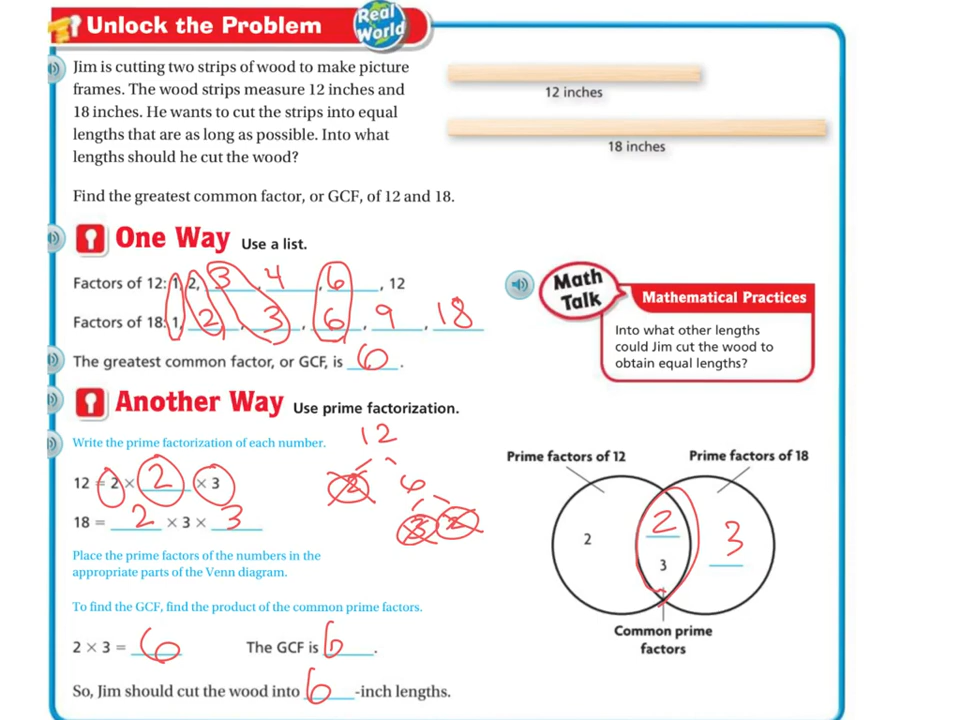 Unlock the Problem
Real World
Jim is cutting two strips of wood to make picture
frames. The wood strips measure 12 inches and
18 inches. He wants to cut the strips into equal
lengths that are as long as possible. Into what
lengths should he cut the wood?
12 inches
18 inches
Find the greatest common factor, or GCF, of 12 and 18.
One Way Use a list.
Factors of 12: 1, 2, 3, 4, 6, 12
Factors of 18: 1, 2, 3, 6, 9, 18
The greatest common factor, or GCF, is 6.
Math Talk
Mathematical Practices
Into what other lengths
could Jim cut the wood to
obtain equal lengths?
Another Way Use prime factorization.
Write the prime factorization of each number.
12 = 2 × 2 × 3
18 = 2 × 3 × 3
12
2 6
3 2
Place the prime factors of the numbers in the
appropriate parts of the Venn diagram.
To find the GCF, find the product of the common prime factors.
2 × 3 = 6 The GCF is 6.
So, Jim should cut the wood into 6-inch lengths.
Prime factors of 12 Prime factors of 18
2 2 3
3
Common prime
factors